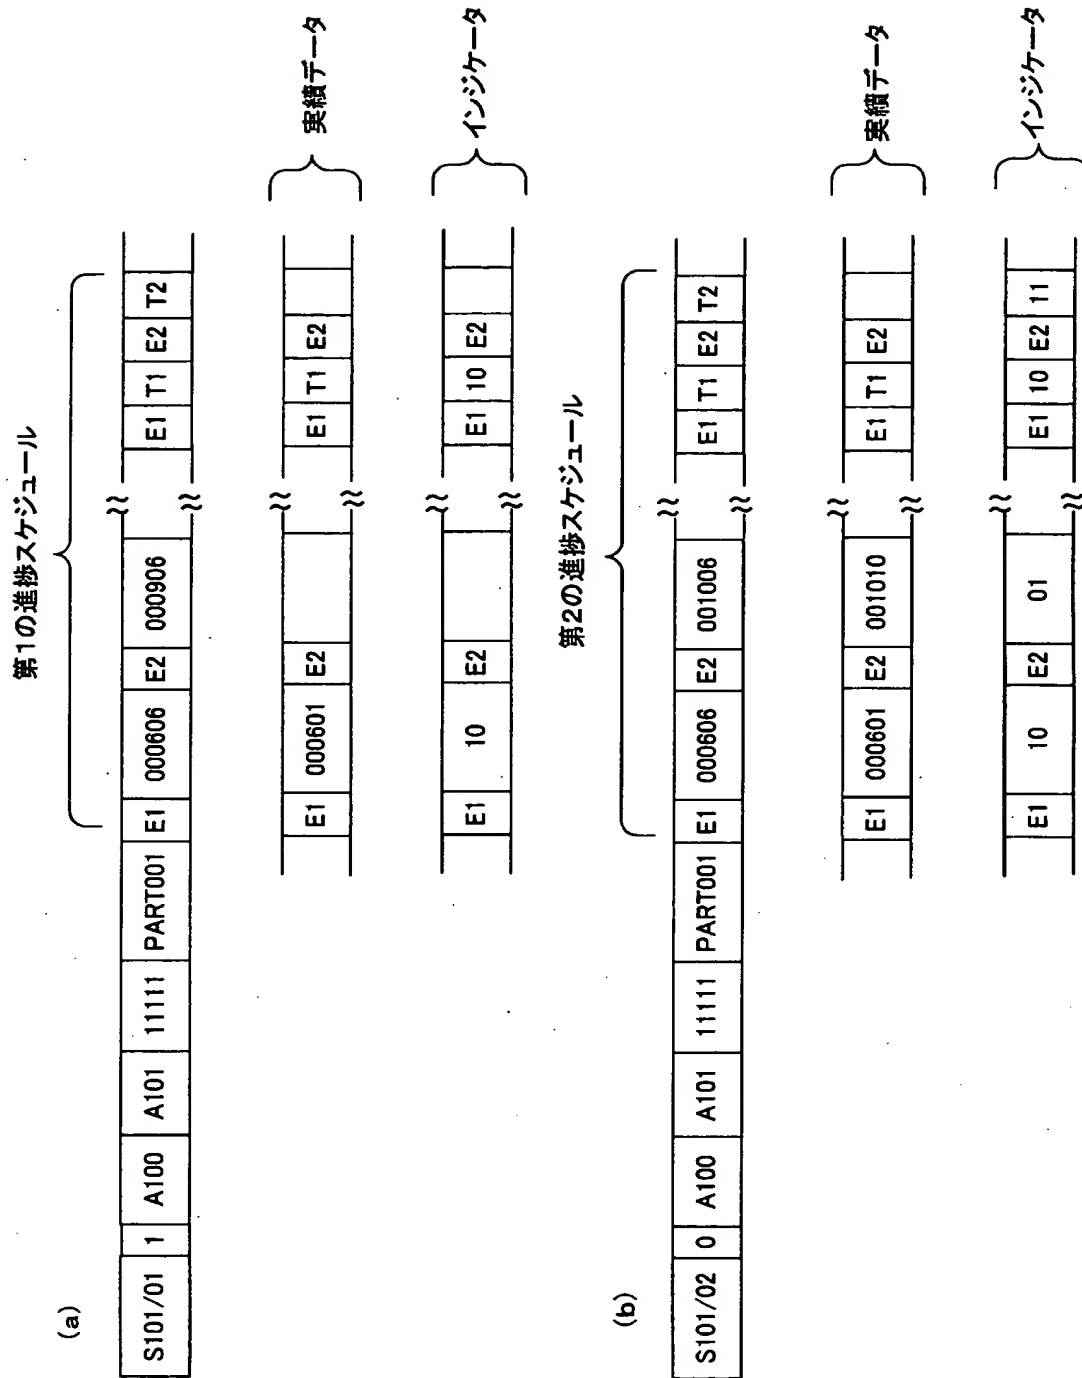 (a)
第1の進捗スケジュール
S101/01 1 A100 A101 11111 PART001 E1 000606 E2 000906 E1 T1 E2 T2
E1 000601 E2 E1 T1 E2
実績データ
E1 10 E2 E1 10 E2
インジケータ
(b)
第2の進捗スケジュール
S101/02 0 A100 A101 11111 PART001 E1 000606 E2 001006 E1 T1 E2 T2
E1 000601 E2 001010 E1 T1 E2
実績データ
E1 10 E2 01 E1 10 E2 11
インジケータ